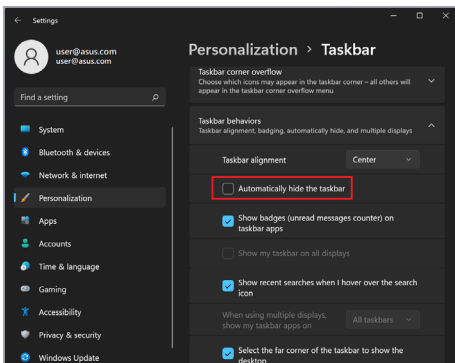 Settings
user@asus.com
user@asus.com
Find a setting
System
Bluetooth & devices
Network & internet
Personalization
Apps
Accounts
Time & language
Gaming
Accessibility
Privacy & security
Windows Update
Personalization > Taskbar
Taskbar corner overflow
Choose which icons may appear in the taskbar corner – all others will
appear in the taskbar corner overflow menu
Taskbar behaviors
Taskbar alignment, badging, automatically hide, and multiple displays
Taskbar alignment
Center
Automatically hide the taskbar
Show badges (unread messages counter) on
taskbar apps
Show my taskbar on all displays
Show recent searches when I hover over the search
icon
When using multiple displays,
show my taskbar apps on
All taskbars
Select the far corner of the taskbar to show the
desktop